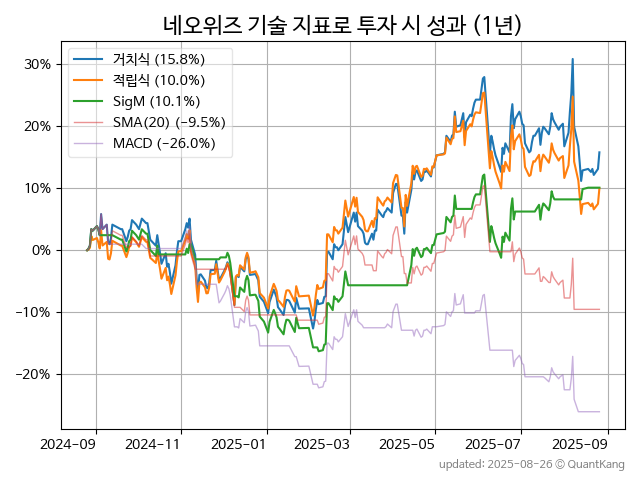 네오위즈 기술 지표로 투자 시 성과 (1년)
거치식 (15.8%)
적립식 (10.0%)
SigM (10.1%)
SMA(20) (−9.5%)
MACD (−26.0%)
30%
20%
10%
0%
−10%
−20%
2024-09 2024-11 2025-01 2025-03 2025-05 2025-07 2025-09
updated: 2025-08-26 ⓒ QuantKang